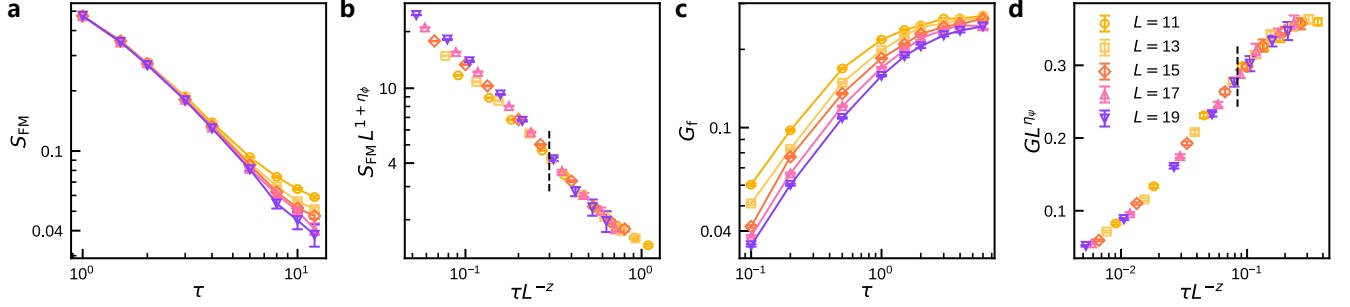 a
S_FM
0.1
0.04
10^0
10^1
τ
b
S_FM L^{1+η_ϕ}
10
4
10^{-1}
10^0
τL^{-z}
c
G_f
0.1
0.04
10^{-1}
10^0
τ
d
GL^{η_ψ}
0.3
0.2
0.1
10^{-2}
10^{-1}
τL^{-z}
L = 11
L = 13
L = 15
L = 17
L = 19